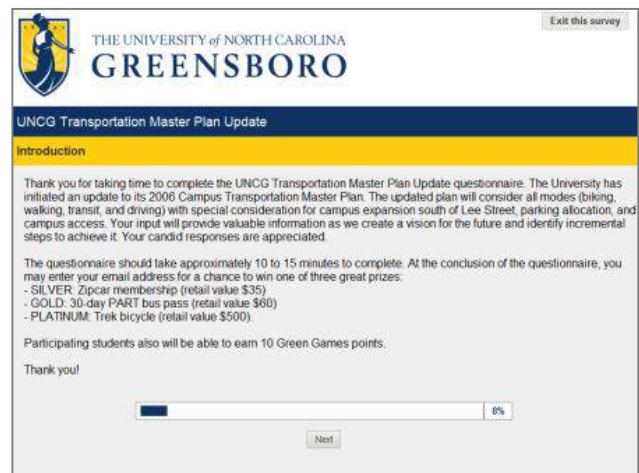 Exit this survey
THE UNIVERSITY of NORTH CAROLINA
GREENSBORO
UNCG Transportation Master Plan Update
Introduction
Thank you for taking time to complete the UNCG Transportation Master Plan Update questionnaire. The University has
initiated an update to its 2006 Campus Transportation Master Plan. The updated plan will consider all modes (biking,
walking, transit, and driving) with special consideration for campus expansion south of Lee Street, parking allocation, and
campus access. Your input will provide valuable information as we create a vision for the future and identify incremental
steps to achieve it. Your candid responses are appreciated.
The questionnaire should take approximately 10 to 15 minutes to complete. At the conclusion of the questionnaire, you
may enter your email address for a chance to win one of three great prizes:
- SILVER: Zipcar membership (retail value $35)
- GOLD: 30-day PART bus pass (retail value $60)
- PLATINUM: Trek bicycle (retail value $500).
Participating students also will be able to earn 10 Green Games points.
Thank you!
8%
Next